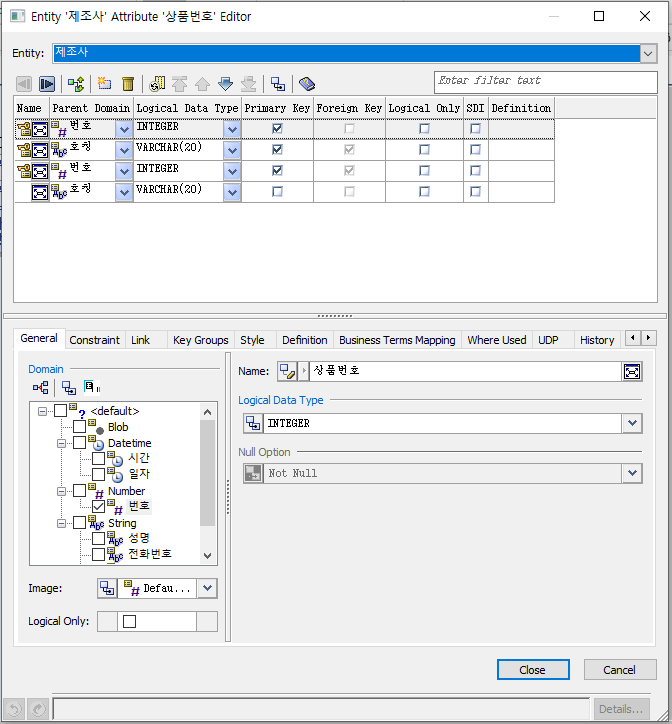 Entity '제조사' Attribute '상품번호' Editor
Entity: 제조사
Enter filter text
Name Parent Domain Logical Data Type Primary Key Foreign Key Logical Only SDI Definition
번호 INTEGER
호칭 VARCHAR(20)
번호 INTEGER
호칭 VARCHAR(20)
General Constraint Link Key Groups Style Definition Business Terms Mapping Where Used UDP History
Domain
<default>
Blob
Datetime
시간
일자
Number
번호
String
성명
전화번호
Image: Defau...
Logical Only:
Name: 상품번호
Logical Data Type
INTEGER
Null Option
Not Null
Close Cancel
Details...